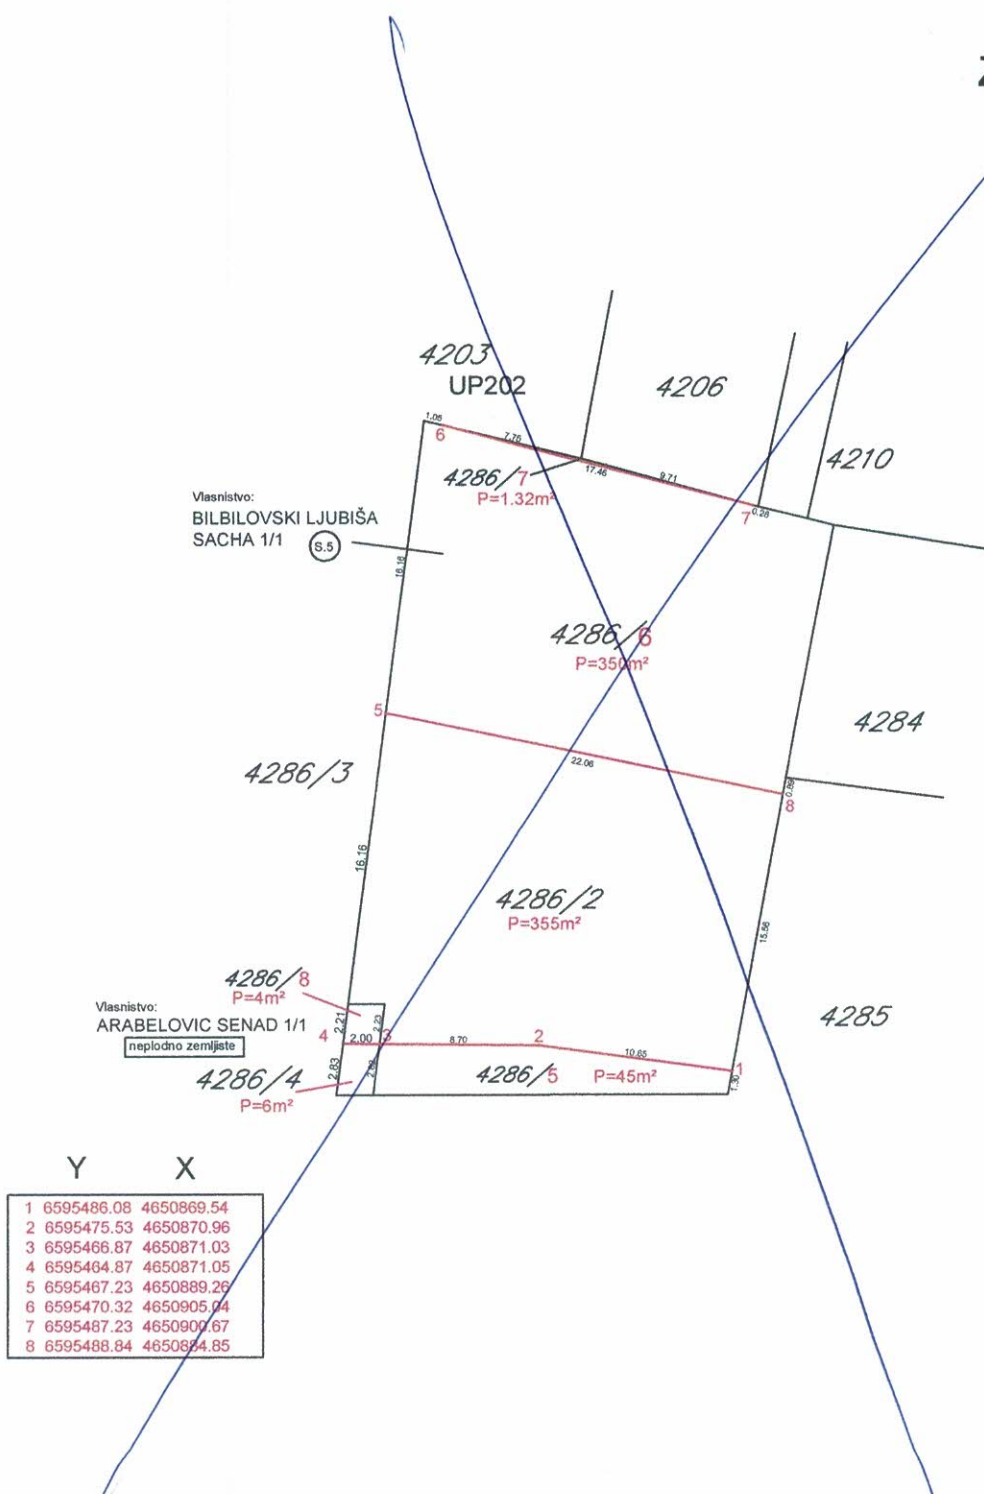 4203
UP202
4206
4210
1.05
6
7.75
17.46
9.71
7
0.28
4286/7
P=1.32m²
Vlasnistvo:
BILBILOVSKI LJUBIŠA
SACHA 1/1
S.5
16.16
4286/6
P=350m²
5
22.06
4284
0.89
8
4286/3
16.16
4286/2
P=355m²
15.56
4286/8
P=4m²
Vlasnistvo:
ARABELOVIC SENAD 1/1
neplodno zemljiste
4285
4
2.21
2.00
2.23
3
8.70
2
10.65
1
1.30
2.83
4286/4
P=6m²
4286/5
P=45m²
Y X
1 6595486.08 4650869.54
2 6595475.53 4650870.96
3 6595466.87 4650871.03
4 6595464.87 4650871.05
5 6595467.23 4650889.26
6 6595470.32 4650905.04
7 6595487.23 4650900.67
8 6595488.84 4650884.85